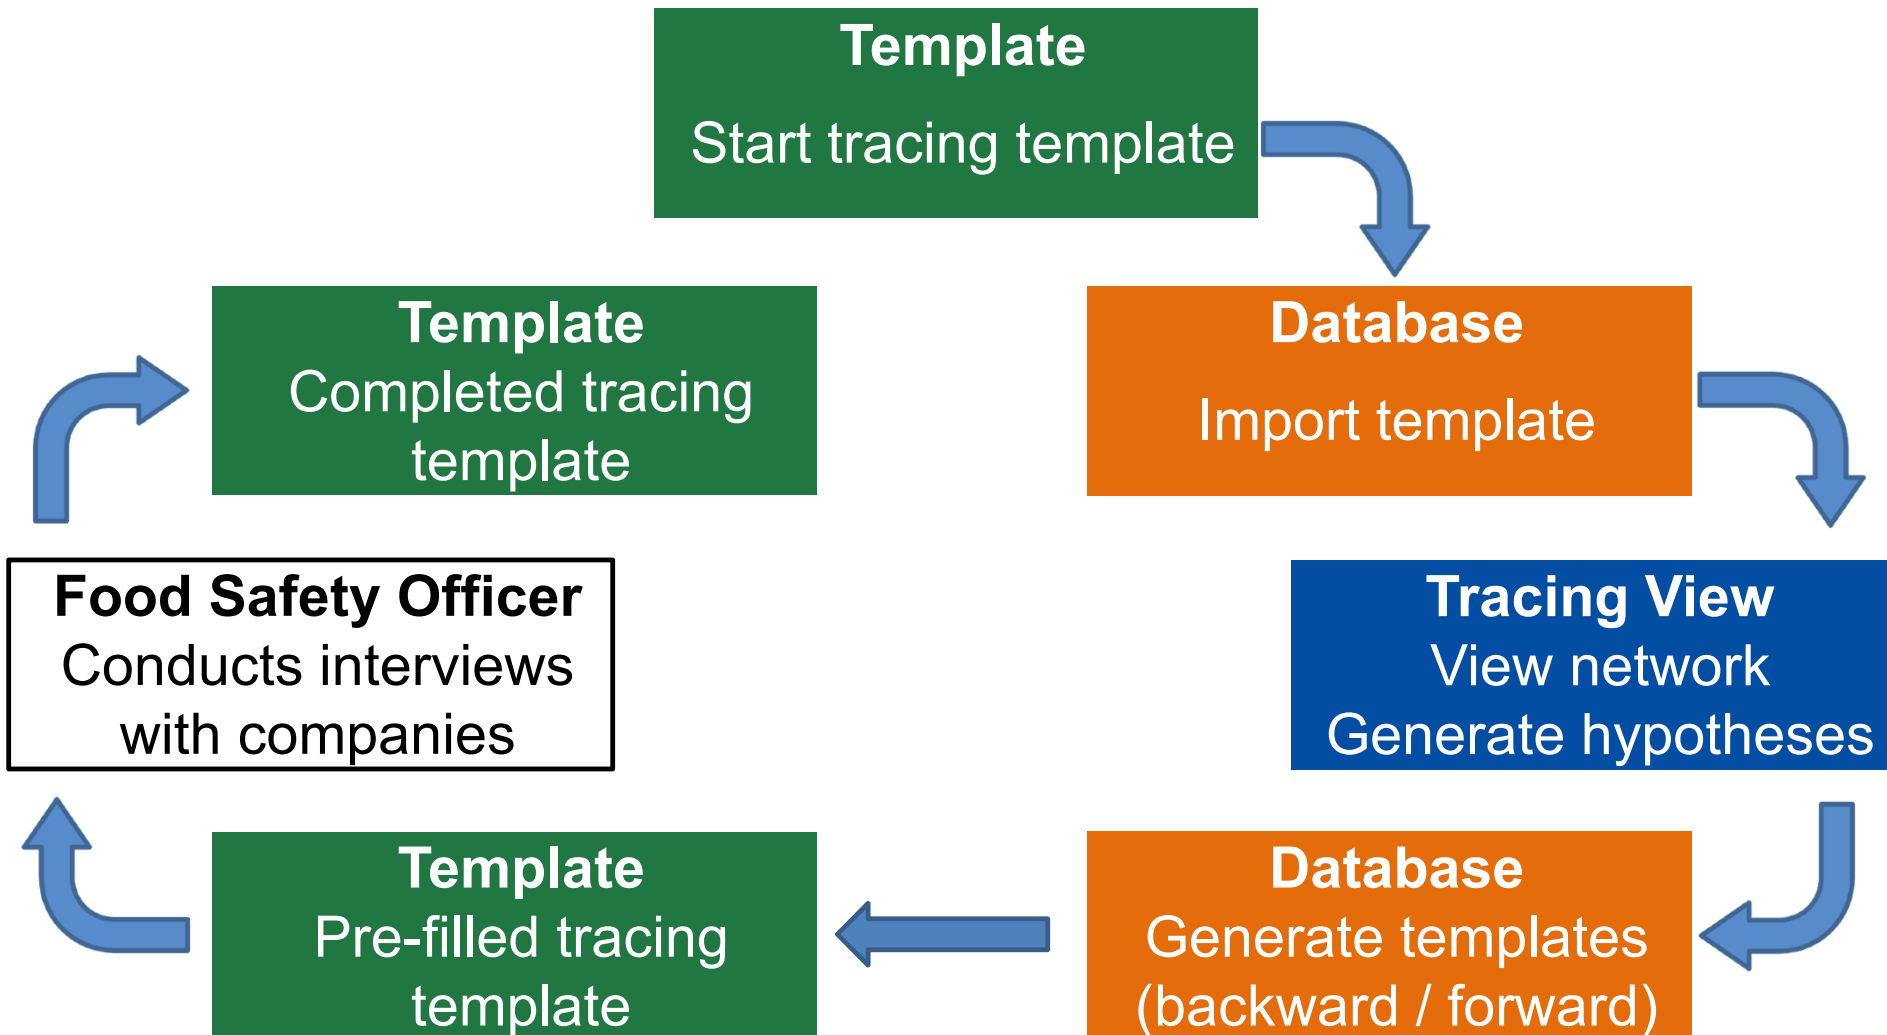 Template
Start tracing template
Template
Completed tracing
template
Database
Import template
Food Safety Officer
Conducts interviews
with companies
Tracing View
View network
Generate hypotheses
Template
Pre-filled tracing
template
Database
Generate templates
(backward / forward)